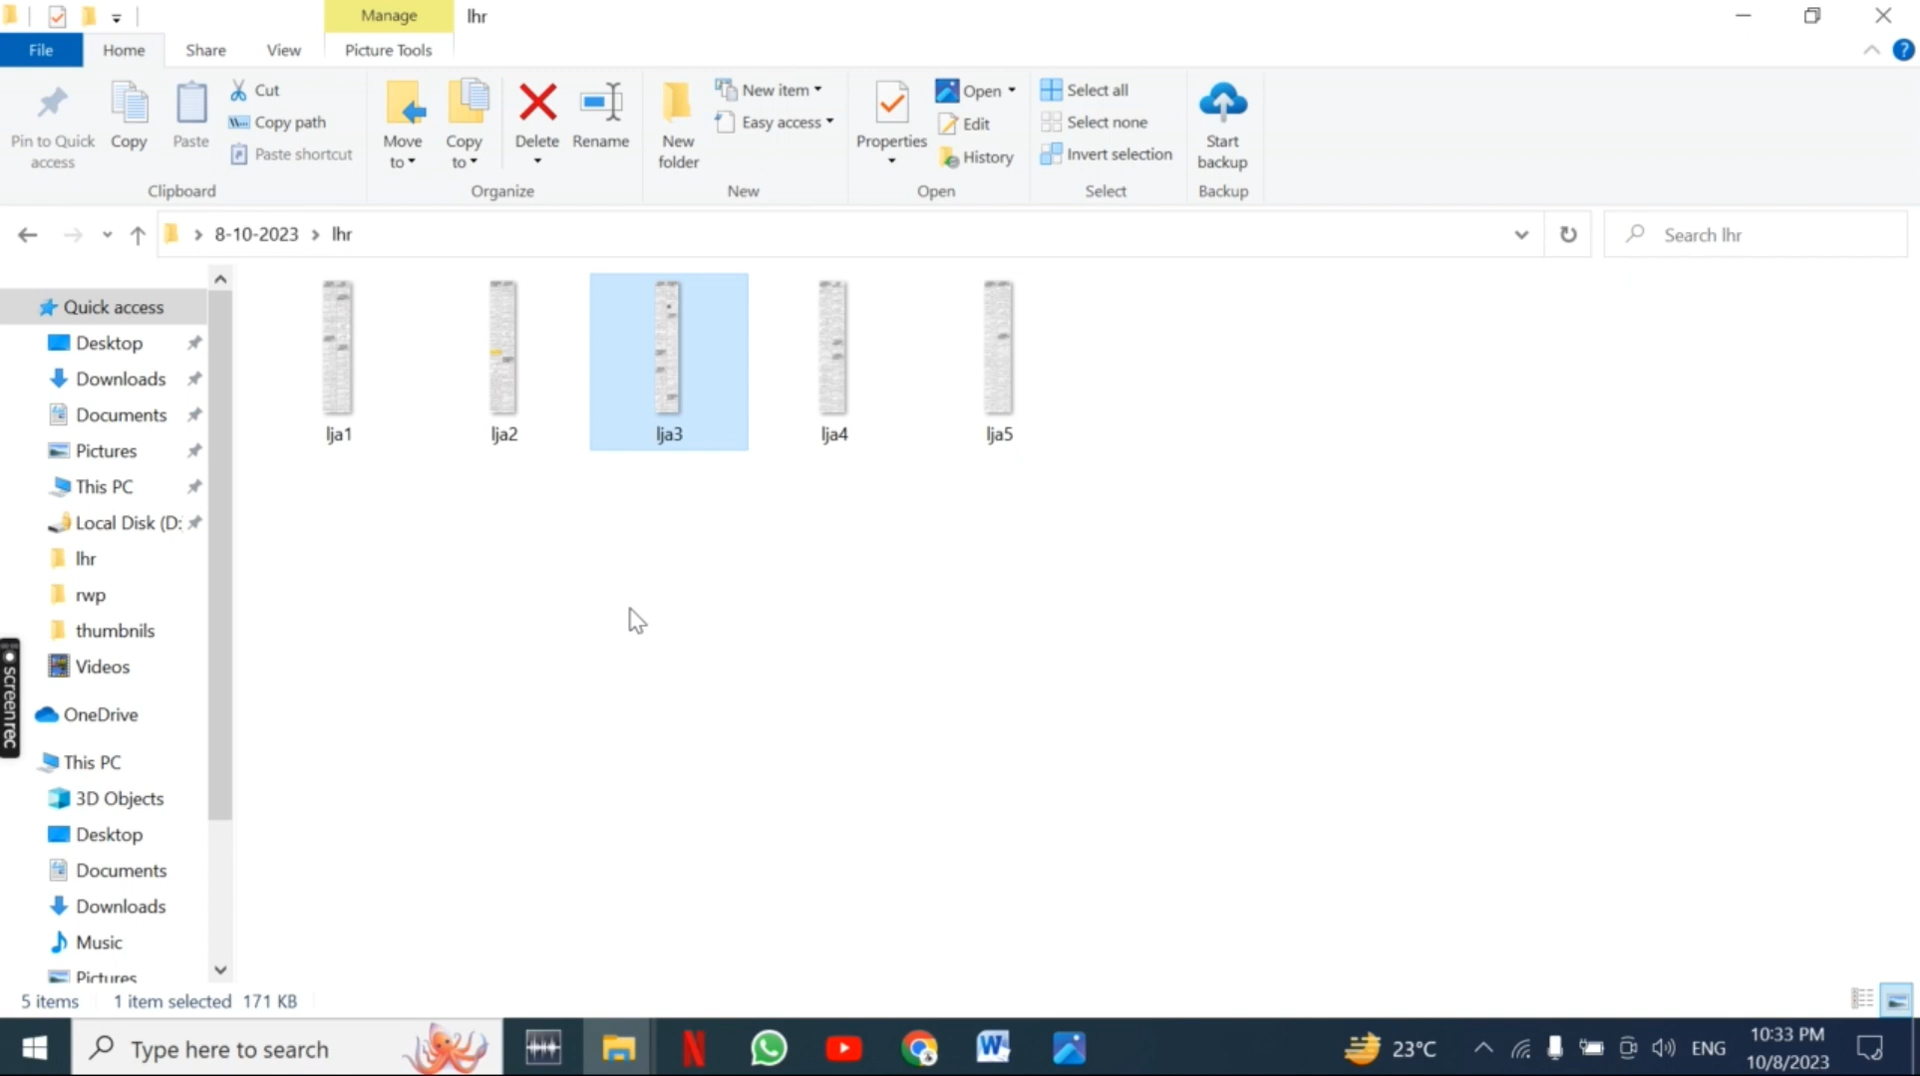 Manage
lhr
File
Home
Share
View
Picture Tools
Pin to Quick access
Copy
Paste
Cut
Copy path
Paste shortcut
Clipboard
Move to
Copy to
Delete
Rename
Organize
New folder
New item
Easy access
New
Properties
Open
Edit
History
Open
Select all
Select none
Invert selection
Select
Start backup
Backup
8-10-2023 > lhr
Search lhr
Quick access
Desktop
Downloads
Documents
Pictures
This PC
Local Disk (D:
lhr
rwp
thumbnils
Videos
OneDrive
This PC
3D Objects
Desktop
Documents
Downloads
Music
Pictures
lja1
lja2
lja3
lja4
lja5
screenrec
5 items
1 item selected 171 KB
Type here to search
23°C
ENG
10:33 PM
10/8/2023